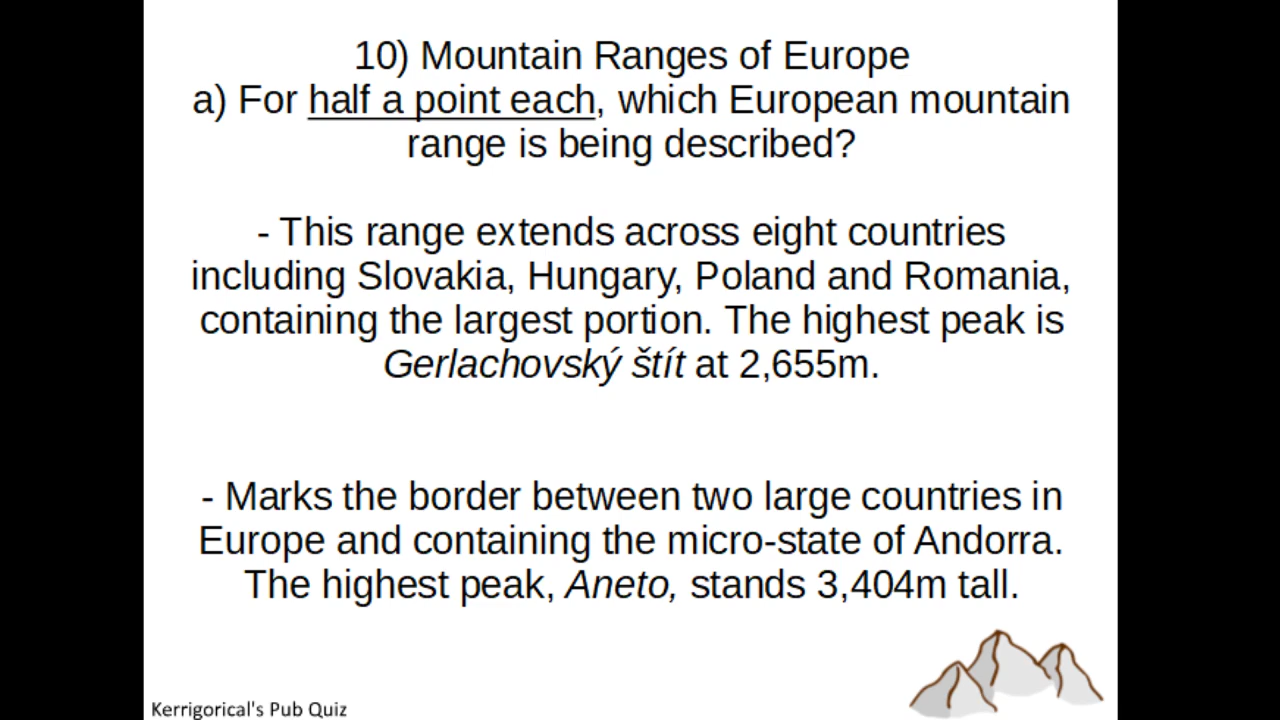 10) Mountain Ranges of Europe
a) For half a point each, which European mountain
range is being described?
- This range extends across eight countries
including Slovakia, Hungary, Poland and Romania,
containing the largest portion. The highest peak is
Gerlachovský štít at 2,655m.
- Marks the border between two large countries in
Europe and containing the micro-state of Andorra.
The highest peak, Aneto, stands 3,404m tall.
Kerrigorical's Pub Quiz